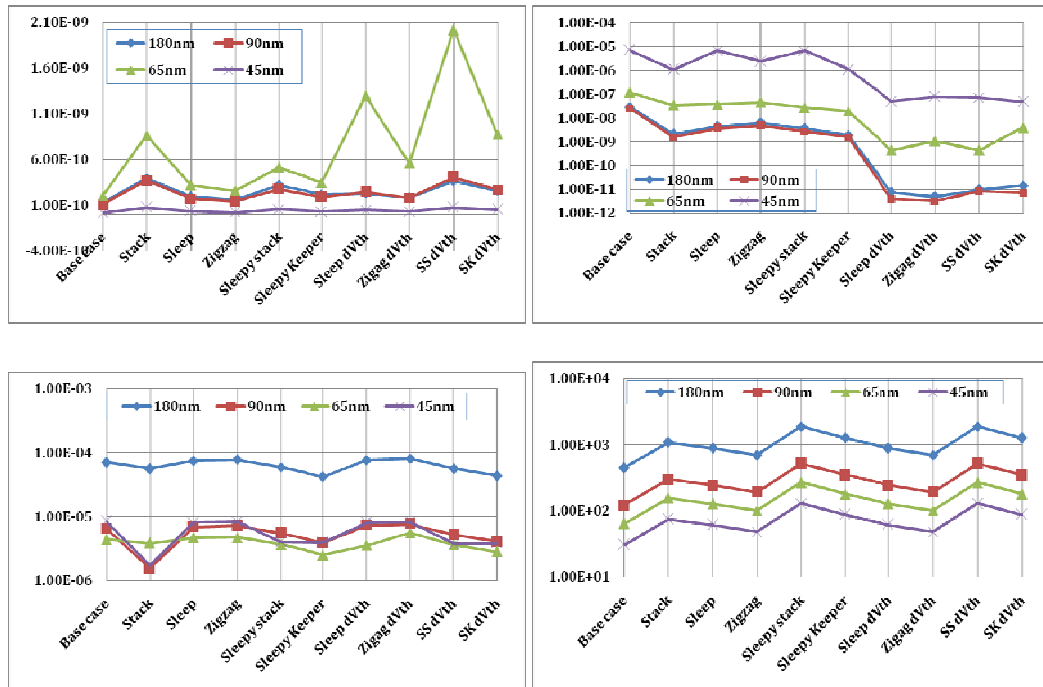 2.10E-09
1.60E-09
1.10E-09
6.00E-10
1.00E-10
-4.00E-10
180nm 90nm
65nm 45nm
Base case
Stack
Sleep
Zigzag
Sleepy stack
Sleepy Keeper
Sleep dVth
Zigag dVth
SS dVth
SK dVth
1.00E-04
1.00E-05
1.00E-06
1.00E-07
1.00E-08
1.00E-09
1.00E-10
1.00E-11
1.00E-12
180nm 90nm
65nm 45nm
Base case
Stack
Sleep
Zigzag
Sleepy stack
Sleepy Keeper
Sleep dVth
Zigag dVth
SS dVth
SK dVth
1.00E-03
1.00E-04
1.00E-05
1.00E-06
180nm 90nm 65nm 45nm
Base case
Stack
Sleep
Zigzag
Sleepy stack
Sleepy Keeper
Sleep dVth
Zigag dVth
SS dVth
SK dVth
1.00E+04
1.00E+03
1.00E+02
1.00E+01
180nm 90nm 65nm 45nm
Base case
Stack
Sleep
Zigzag
Sleepy stack
Sleepy Keeper
Sleep dVth
Zigag dVth
SS dVth
SK dVth